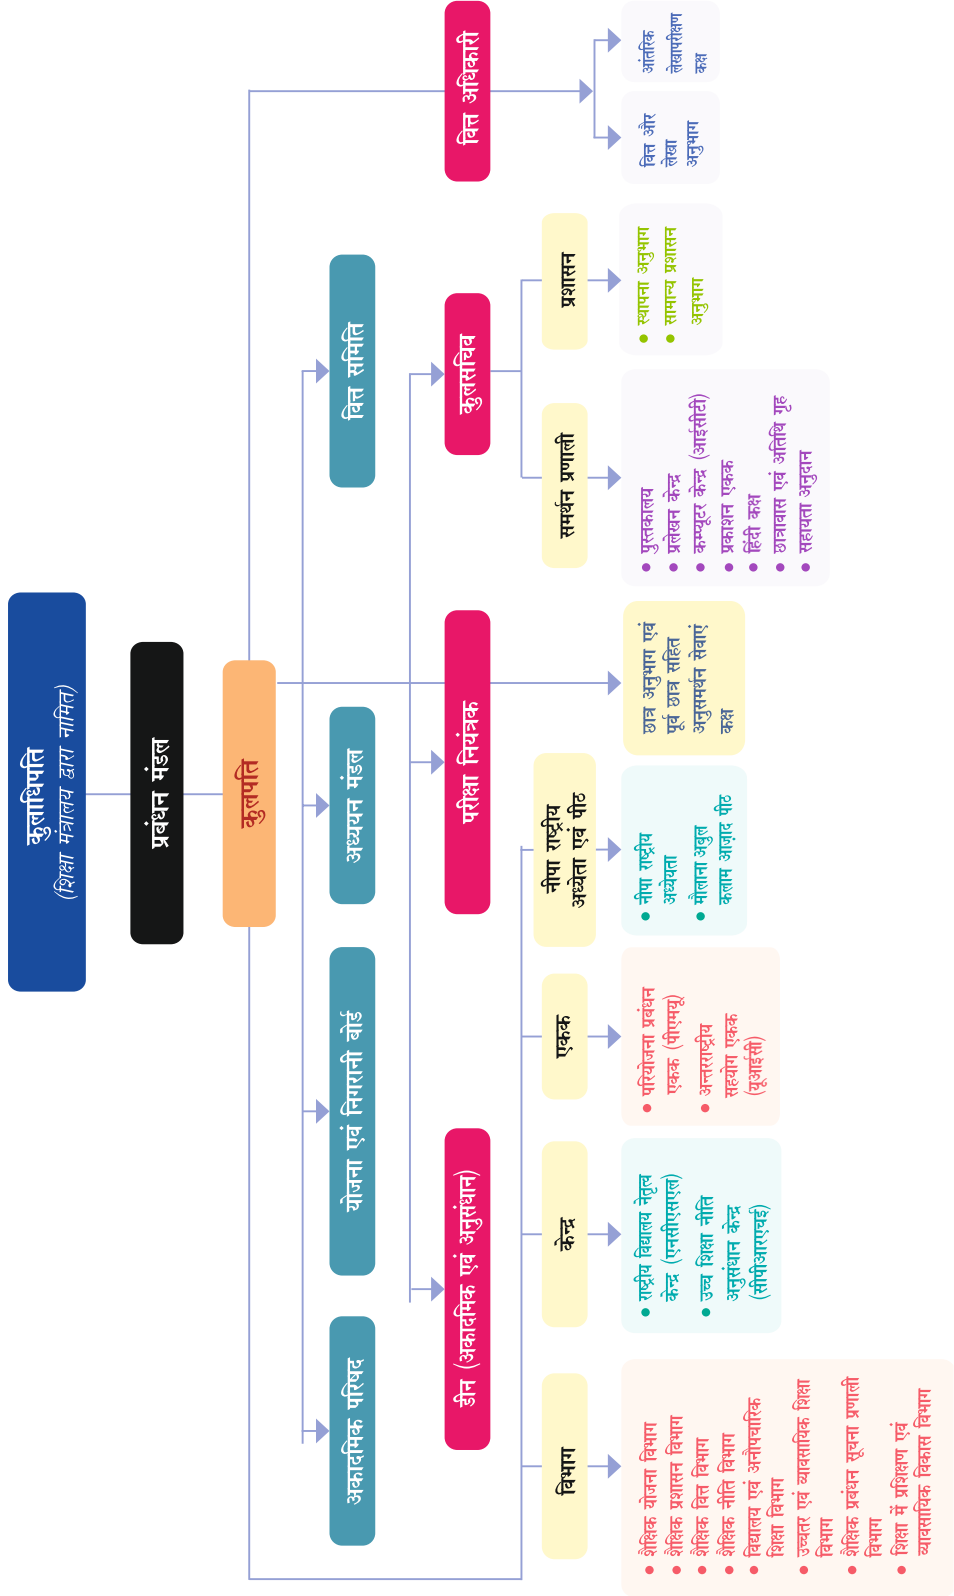 कुलाधिपति
(शिक्षा मंत्रालय द्वारा नामित)
प्रबंधन मंडल
कुलपति
अकादमिक परिषद
योजना एवं निगरानी बोर्ड
अध्ययन मंडल
वित्त समिति
डीन (अकादमिक एवं अनुसंधान)
परीक्षा नियंत्रक
कुलसचिव
वित्त अधिकारी
विभाग
केन्द्र
एकक
नीपा राष्ट्रीय
अध्येता एवं पीठ
समर्थन प्रणाली
प्रशासन
• शैक्षिक योजना विभाग
• शैक्षिक प्रशासन विभाग
• शैक्षिक वित्त विभाग
• शैक्षिक नीति विभाग
• विद्यालय एवं अनौपचारिक
शिक्षा विभाग
• उच्चतर एवं व्यावसायिक शिक्षा
विभाग
• शैक्षिक प्रबंधन सूचना प्रणाली
विभाग
• शिक्षा में प्रशिक्षण एवं
व्यावसायिक विकास विभाग
• राष्ट्रीय विद्यालय नेतृत्व
केन्द्र (एनसीएसएल)
• उच्च शिक्षा नीति
अनुसंधान केन्द्र
(सीपीआरएचई)
• परियोजना प्रबंधन
एकक (पीएमयू)
• अन्तरराष्ट्रीय
सहयोग एकक
(यूआईसी)
• नीपा राष्ट्रीय
अध्येयता
• मौलाना अबुल
कलाम आज़ाद पीठ
छात्र अनुभाग एवं
पूर्व छात्र सहित
अनुसमर्थन सेवाएं
कक्ष
• पुस्तकालय
• प्रलेखन केन्द्र
• कम्प्यूटर केन्द्र (आईसीटी)
• प्रकाशन एकक
• हिंदी कक्ष
• छात्रावास एवं अतिथि गृह
• सहायता अनुदान
• स्थापना अनुभाग
• सामान्य प्रशासन
अनुभाग
वित्त और
लेखा
अनुभाग
आंतरिक
लेखापरीक्षण
कक्ष